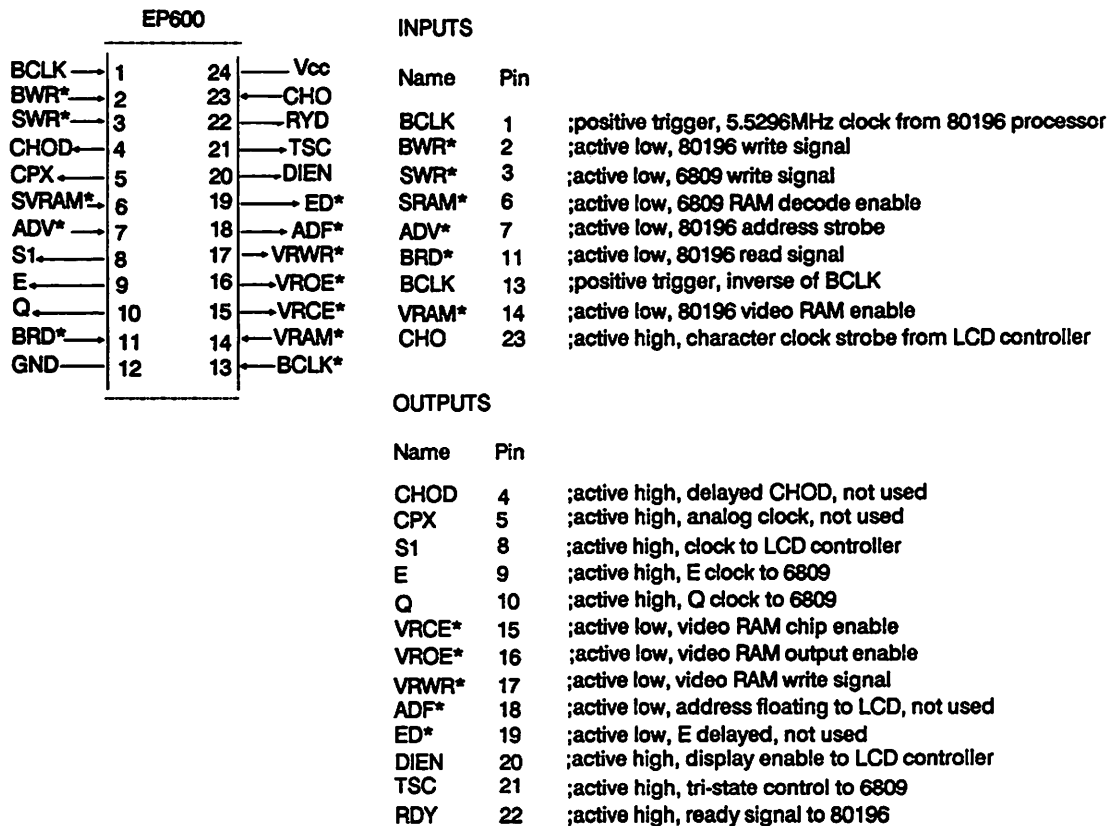 EP600
BCLK 1 24 Vcc
BWR* 2 23 CHO
SWR* 3 22 RYD
CHOD 4 21 TSC
CPX 5 20 DIEN
SVRAM* 6 19 ED*
ADV* 7 18 ADF*
S1 8 17 VRWR*
E 9 16 VROE*
Q 10 15 VRCE*
BRD* 11 14 VRAM*
GND 12 13 BCLK*
INPUTS
Name Pin
BCLK 1 ;positive trigger, 5.5296MHz clock from 80196 processor
BWR* 2 ;active low, 80196 write signal
SWR* 3 ;active low, 6809 write signal
SRAM* 6 ;active low, 6809 RAM decode enable
ADV* 7 ;active low, 80196 address strobe
BRD* 11 ;active low, 80196 read signal
BCLK 13 ;positive trigger, inverse of BCLK
VRAM* 14 ;active low, 80196 video RAM enable
CHO 23 ;active high, character clock strobe from LCD controller
OUTPUTS
Name Pin
CHOD 4 ;active high, delayed CHOD, not used
CPX 5 ;active high, analog clock, not used
S1 8 ;active high, clock to LCD controller
E 9 ;active high, E clock to 6809
Q 10 ;active high, Q clock to 6809
VRCE* 15 ;active low, video RAM chip enable
VROE* 16 ;active low, video RAM output enable
VRWR* 17 ;active low, video RAM write signal
ADF* 18 ;active low, address floating to LCD, not used
ED* 19 ;active low, E delayed, not used
DIEN 20 ;active high, display enable to LCD controller
TSC 21 ;active high, tri-state control to 6809
RDY 22 ;active high, ready signal to 80196